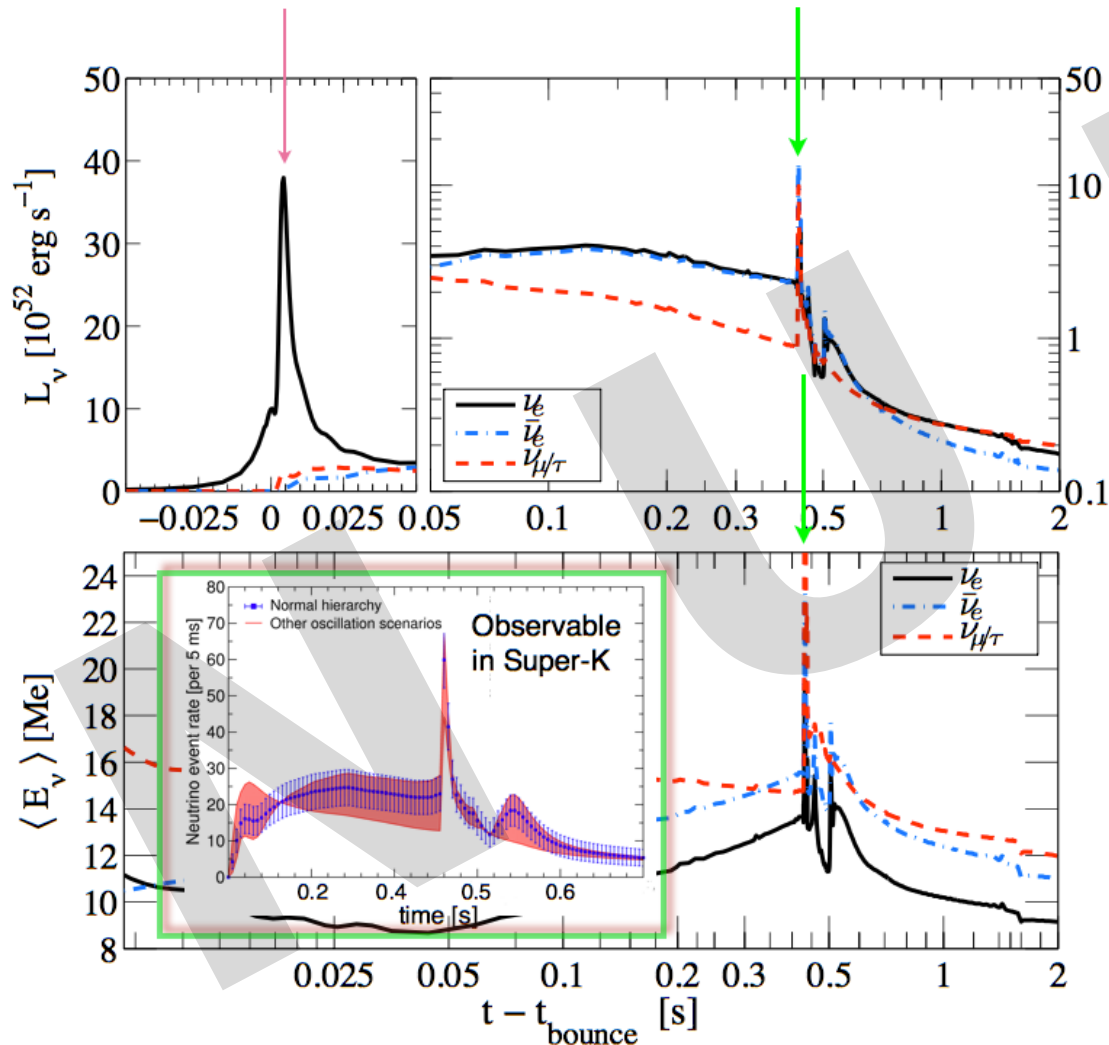 50
40
30
20
10
0
L_ν [10^52 erg s^-1]
50
10
1
0.1
ν_e
ν̄_e
ν_μ/τ
−0.025 0 0.025 0.05 0.1 0.2 0.3 0.5 1 2
24
22
20
18
16
14
12
10
8
⟨E_ν⟩ [Me]
ν_e
ν̄_e
ν_μ/τ
Normal hierarchy
Other oscillation scenarios
Observable
in Super-K
Neutrino event rate [per 5 ms]
80
70
60
50
40
30
20
10
0
0.2 0.4 0.5 0.6
time [s]
0.025 0.05 0.1 0.2 0.3 0.5 1 2
t − t_bounce [s]